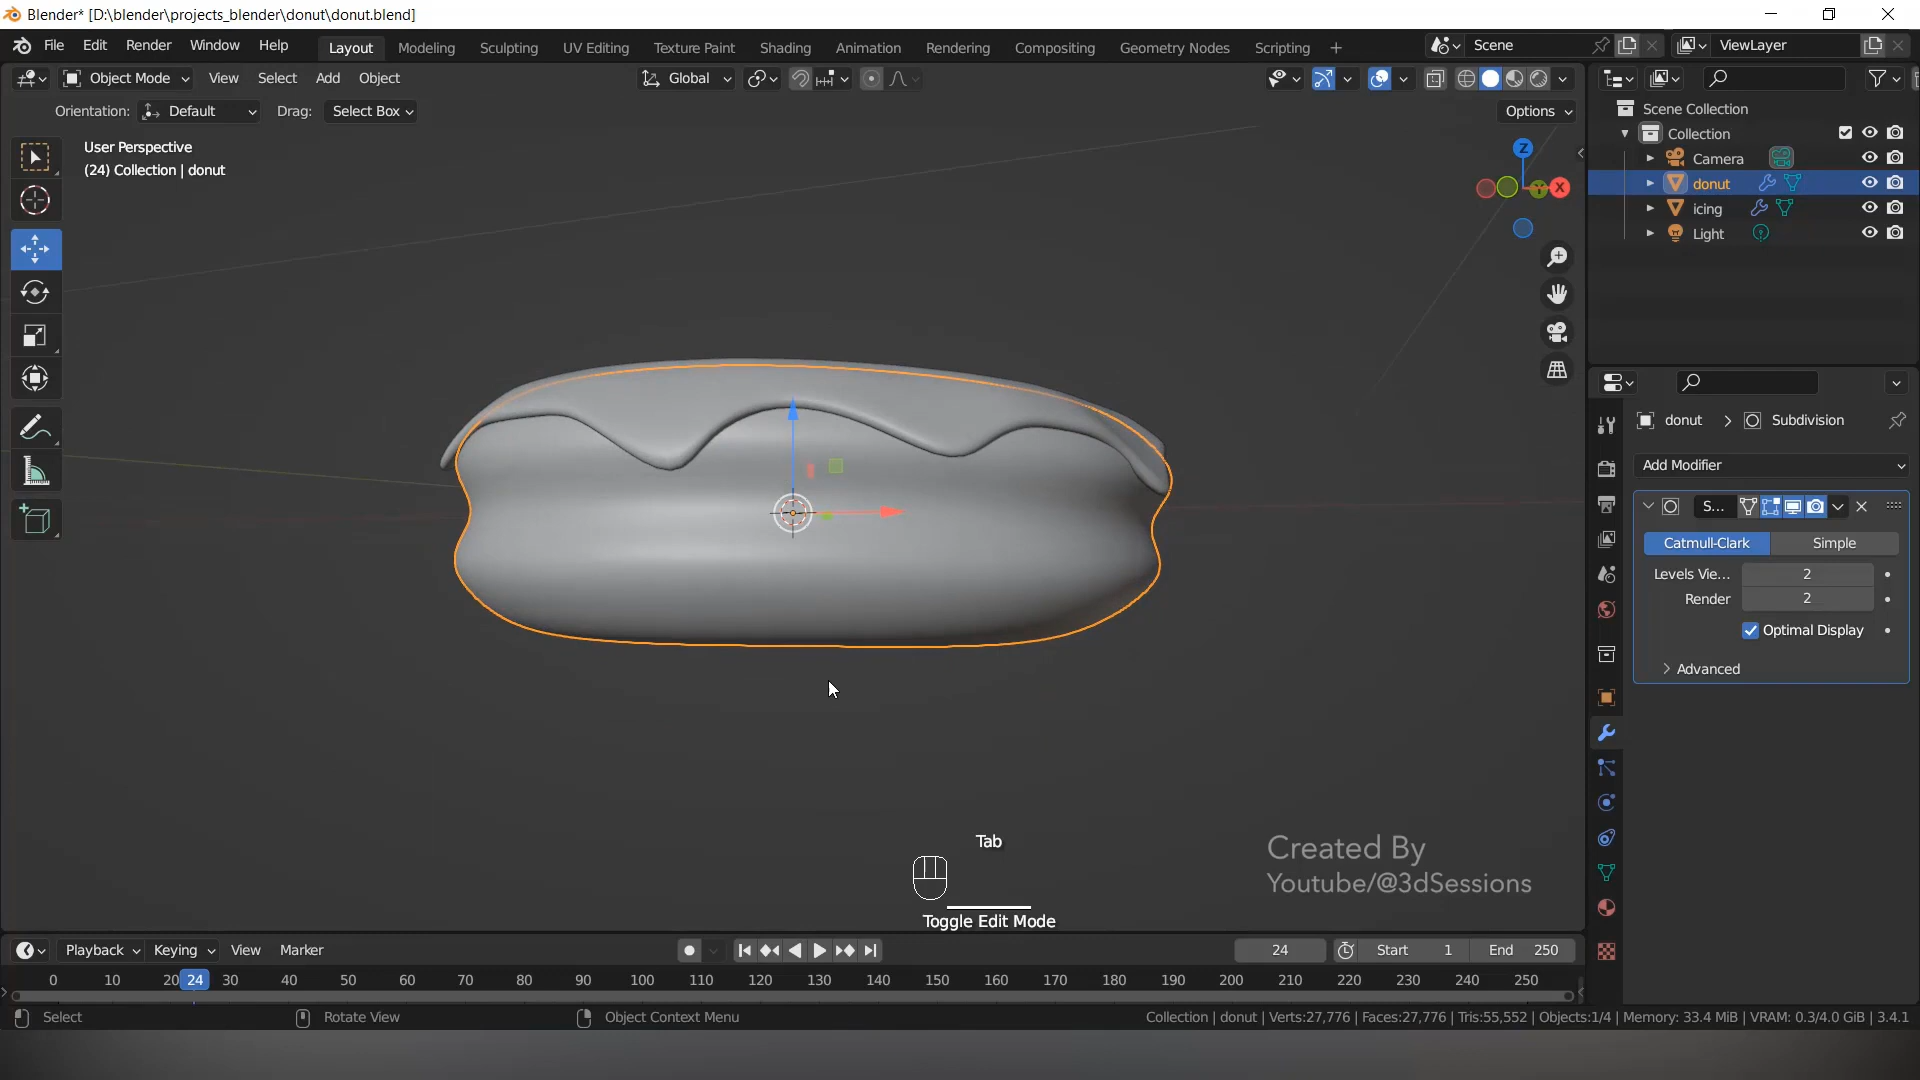 Blender* [D:\blender\projects_blender\donut\donut.blend]
File Edit Render Window Help Layout Modeling Sculpting UV Editing Texture Paint Shading Animation Rendering Compositing Geometry Nodes Scripting + Scene ViewLayer
Object Mode View Select Add Object Global
Orientation: Default Drag: Select Box Options
User Perspective
(24) Collection | donut
Z
Y X
Scene Collection
Collection
Camera
donut
icing
Light
donut > Subdivision
Add Modifier
S...
Catmull-Clark Simple
Levels Vie... 2
Render 2
Optimal Display
Advanced
Tab
Toggle Edit Mode
Created By
Youtube/@3dSessions
Playback Keying View Marker 24 Start 1 End 250
0 10 20 24 30 40 50 60 70 80 90 100 110 120 130 140 150 160 170 180 190 200 210 220 230 240 250
Select Rotate View Object Context Menu Collection | donut | Verts:27,776 | Faces:27,776 | Tris:55,552 | Objects:1/4 | Memory: 33.4 MiB | VRAM: 0.3/4.0 GiB | 3.4.1